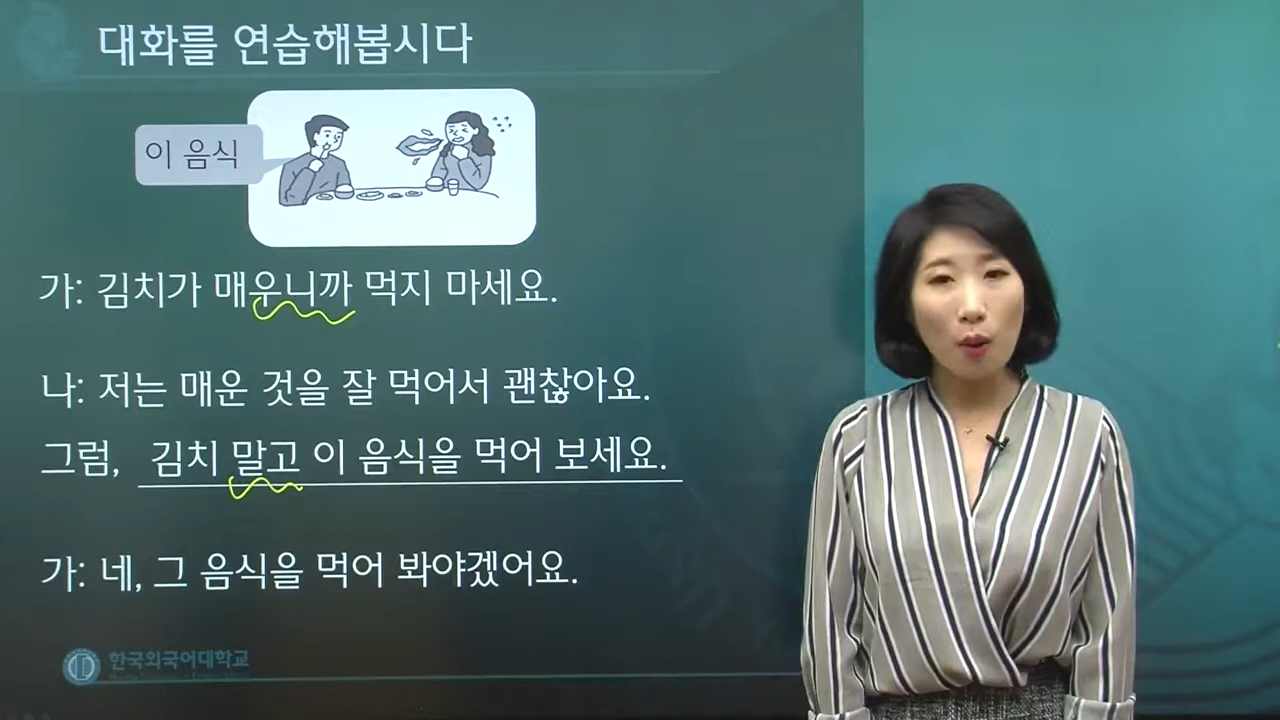 대화를 연습해봅시다
이 음식
가: 김치가 매우니까 먹지 마세요.
나: 저는 매운 것을 잘 먹어서 괜찮아요.
그럼, 김치 말고 이 음식을 먹어 보세요.
가: 네, 그 음식을 먹어 봐야겠어요.
한국외국어대학교